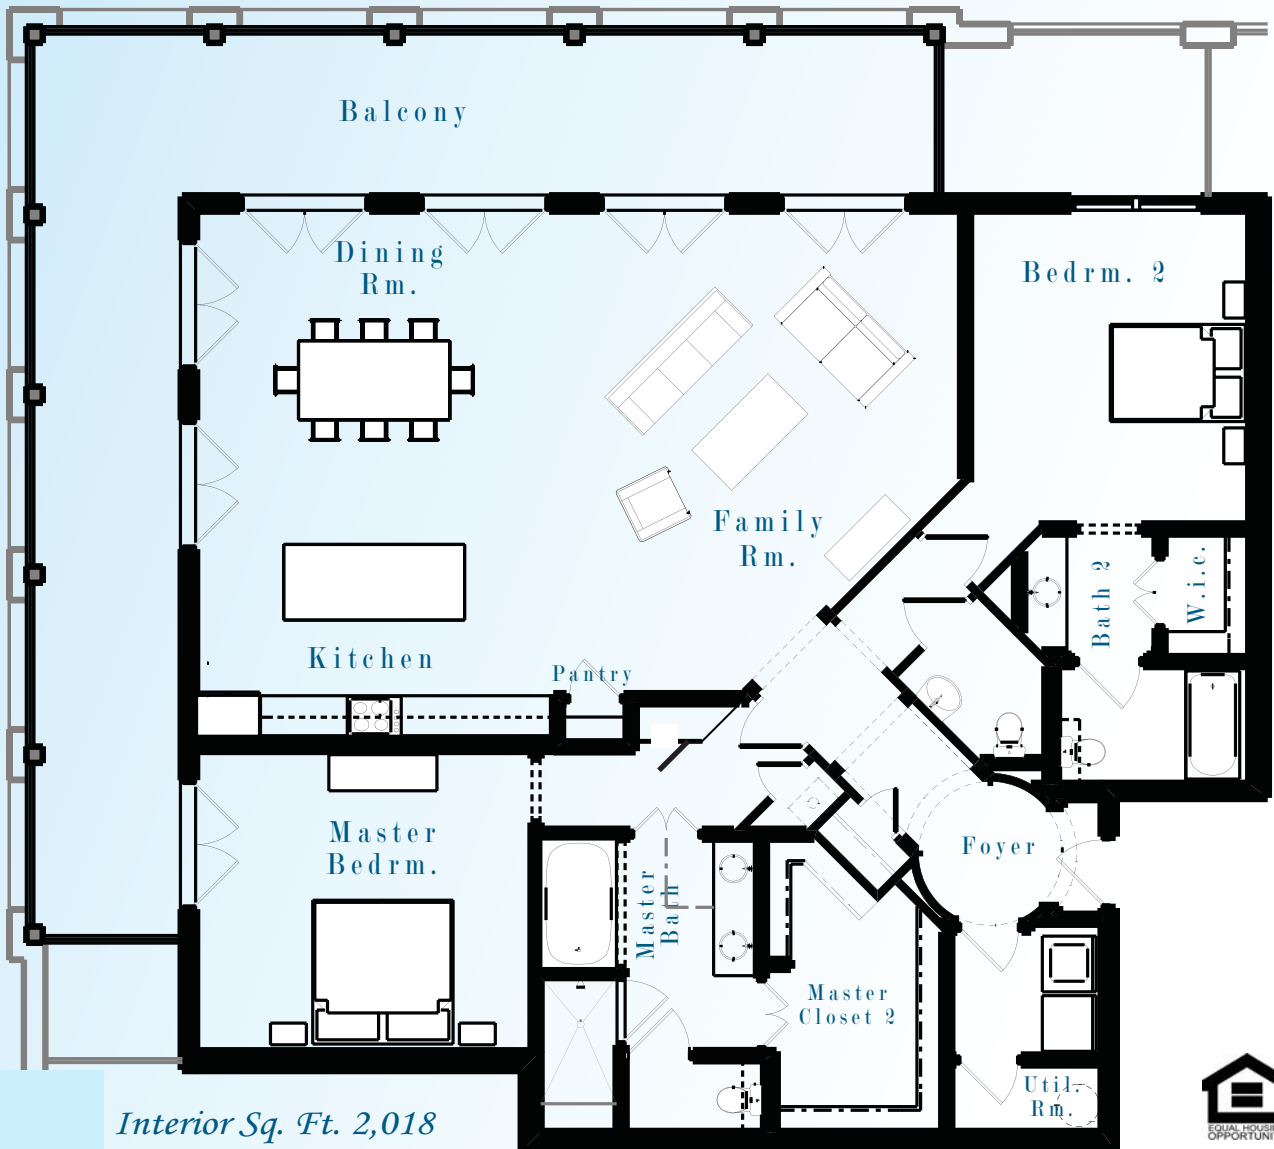 Balcony
Dining
Rm.
Bedrm. 2
Family
Rm.
Kitchen
Pantry
Bath 2
W.i.c.
Master
Bedrm.
Master
Bath
Foyer
Master
Closet 2
Util.
Rm.
Interior Sq. Ft. 2,018
EQUAL HOUSING
OPPORTUNITY